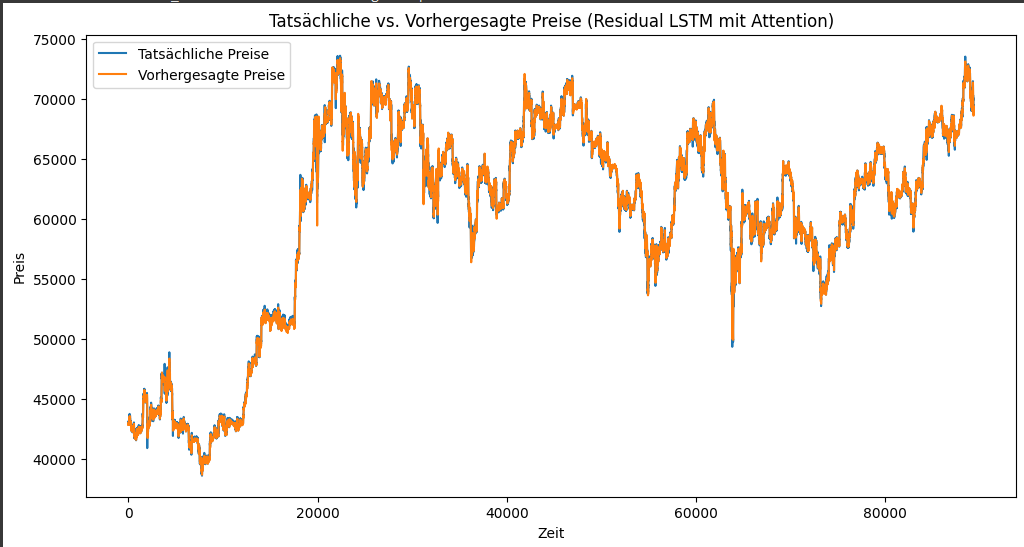 Tatsächliche vs. Vorhergesagte Preise (Residual LSTM mit Attention)
75000
70000
65000
60000
55000
50000
45000
40000
Preis
Tatsächliche Preise
Vorhergesagte Preise
0
20000
40000
60000
80000
Zeit